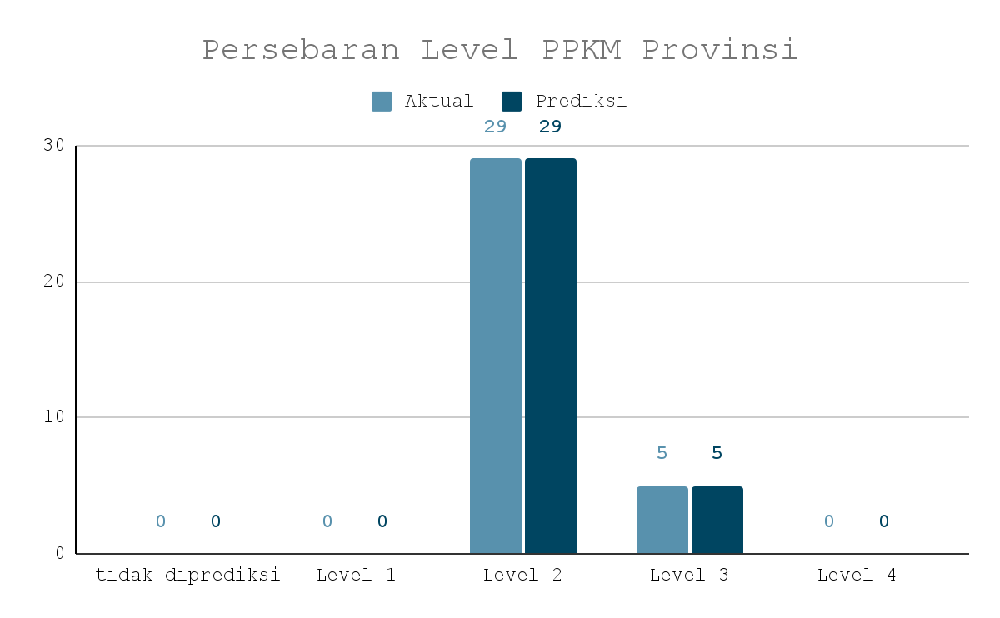 Persebaran Level PPKM Provinsi
Aktual Prediksi
29 29
30
20
10
5 5
0 0 0 0 0 0
0
tidak diprediksi Level 1 Level 2 Level 3 Level 4